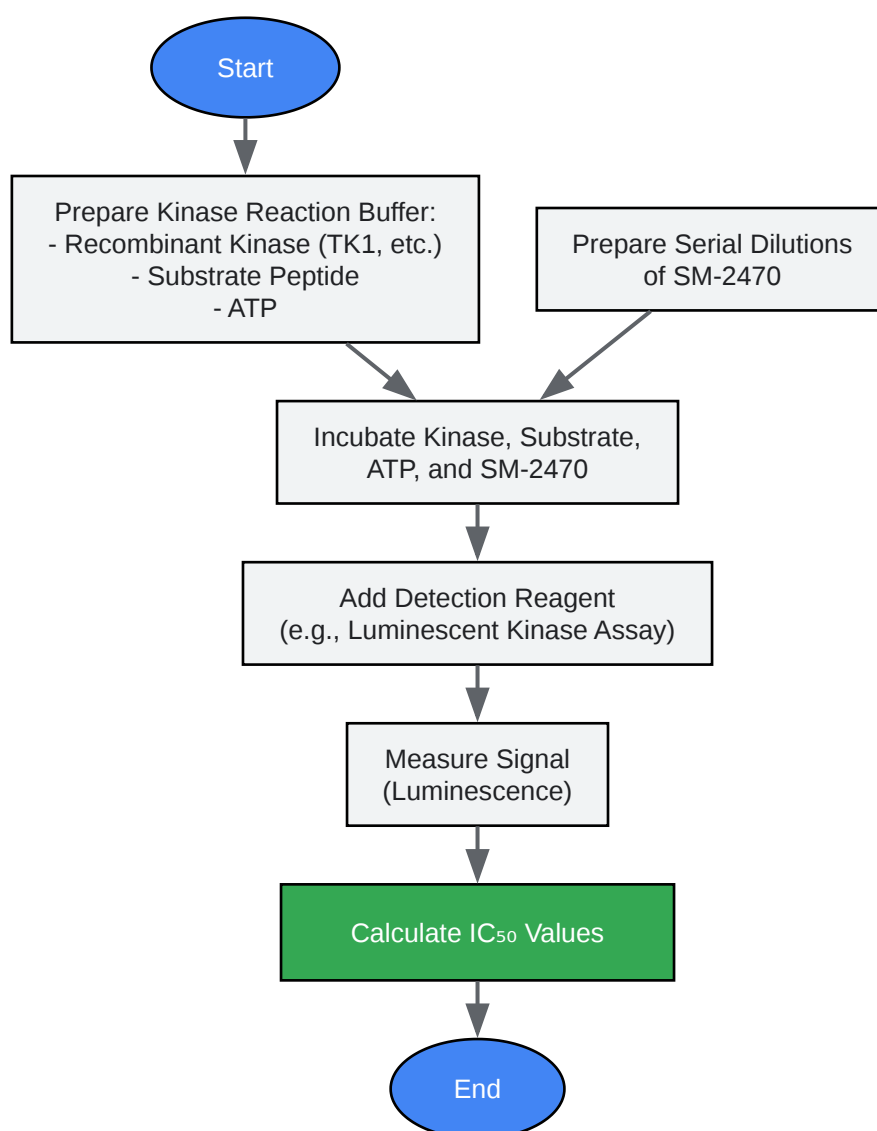 Start
Prepare Kinase Reaction Buffer:
- Recombinant Kinase (TK1, etc.)
- Substrate Peptide
- ATP
Prepare Serial Dilutions
of SM-2470
Incubate Kinase, Substrate,
ATP, and SM-2470
Add Detection Reagent
(e.g., Luminescent Kinase Assay)
Measure Signal
(Luminescence)
Calculate IC₅₀ Values
End